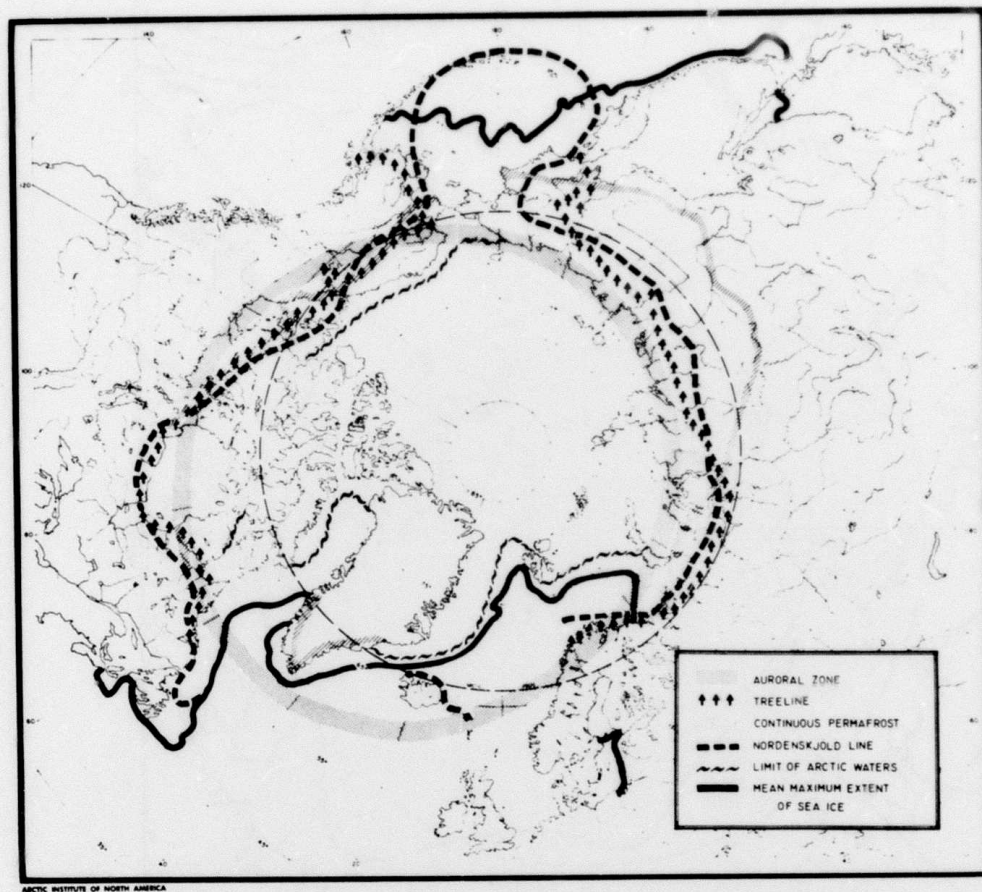 AURORAL ZONE
TREELINE
CONTINUOUS PERMAFROST
NORDENSKJOLD LINE
LIMIT OF ARCTIC WATERS
MEAN MAXIMUM EXTENT
OF SEA ICE
ARCTIC INSTITUTE OF NORTH AMERICA